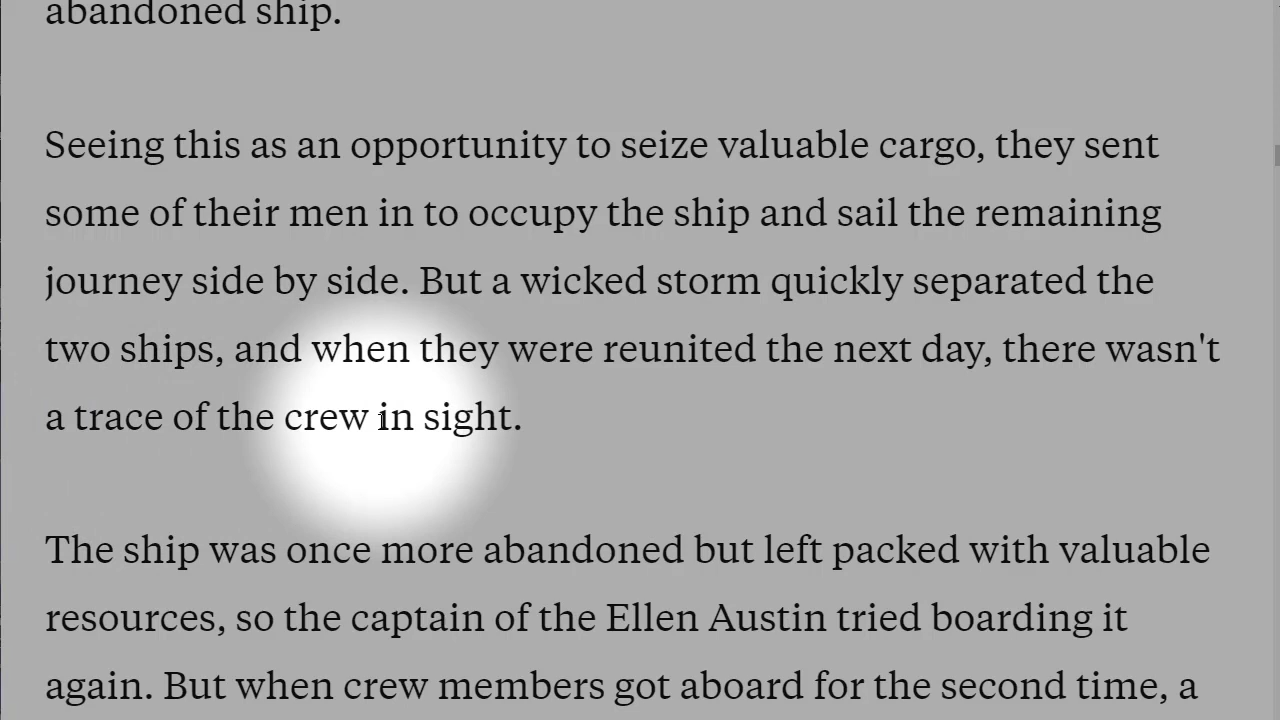 abandoned ship.
Seeing this as an opportunity to seize valuable cargo, they sent
some of their men in to occupy the ship and sail the remaining
journey side by side. But a wicked storm quickly separated the
two ships, and when they were reunited the next day, there wasn't
a trace of the crew in sight.
The ship was once more abandoned but left packed with valuable
resources, so the captain of the Ellen Austin tried boarding it
again. But when crew members got aboard for the second time, a